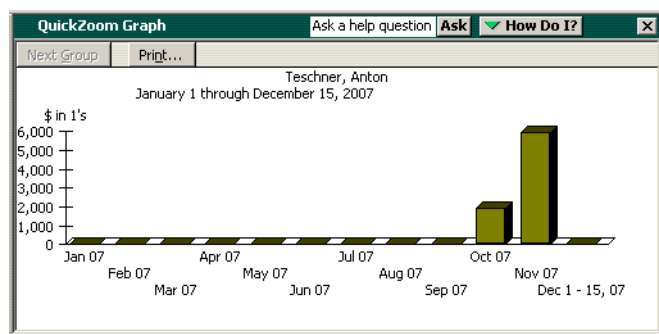 QuickZoom Graph Ask a help question Ask How Do I?
Next Group Print...
Teschner, Anton
January 1 through December 15, 2007
$ in 1's
6,000
5,000
4,000
3,000
2,000
1,000
0
Jan 07 Apr 07 Jul 07 Oct 07
Feb 07 May 07 Aug 07 Nov 07
Mar 07 Jun 07 Sep 07 Dec 1 - 15, 07